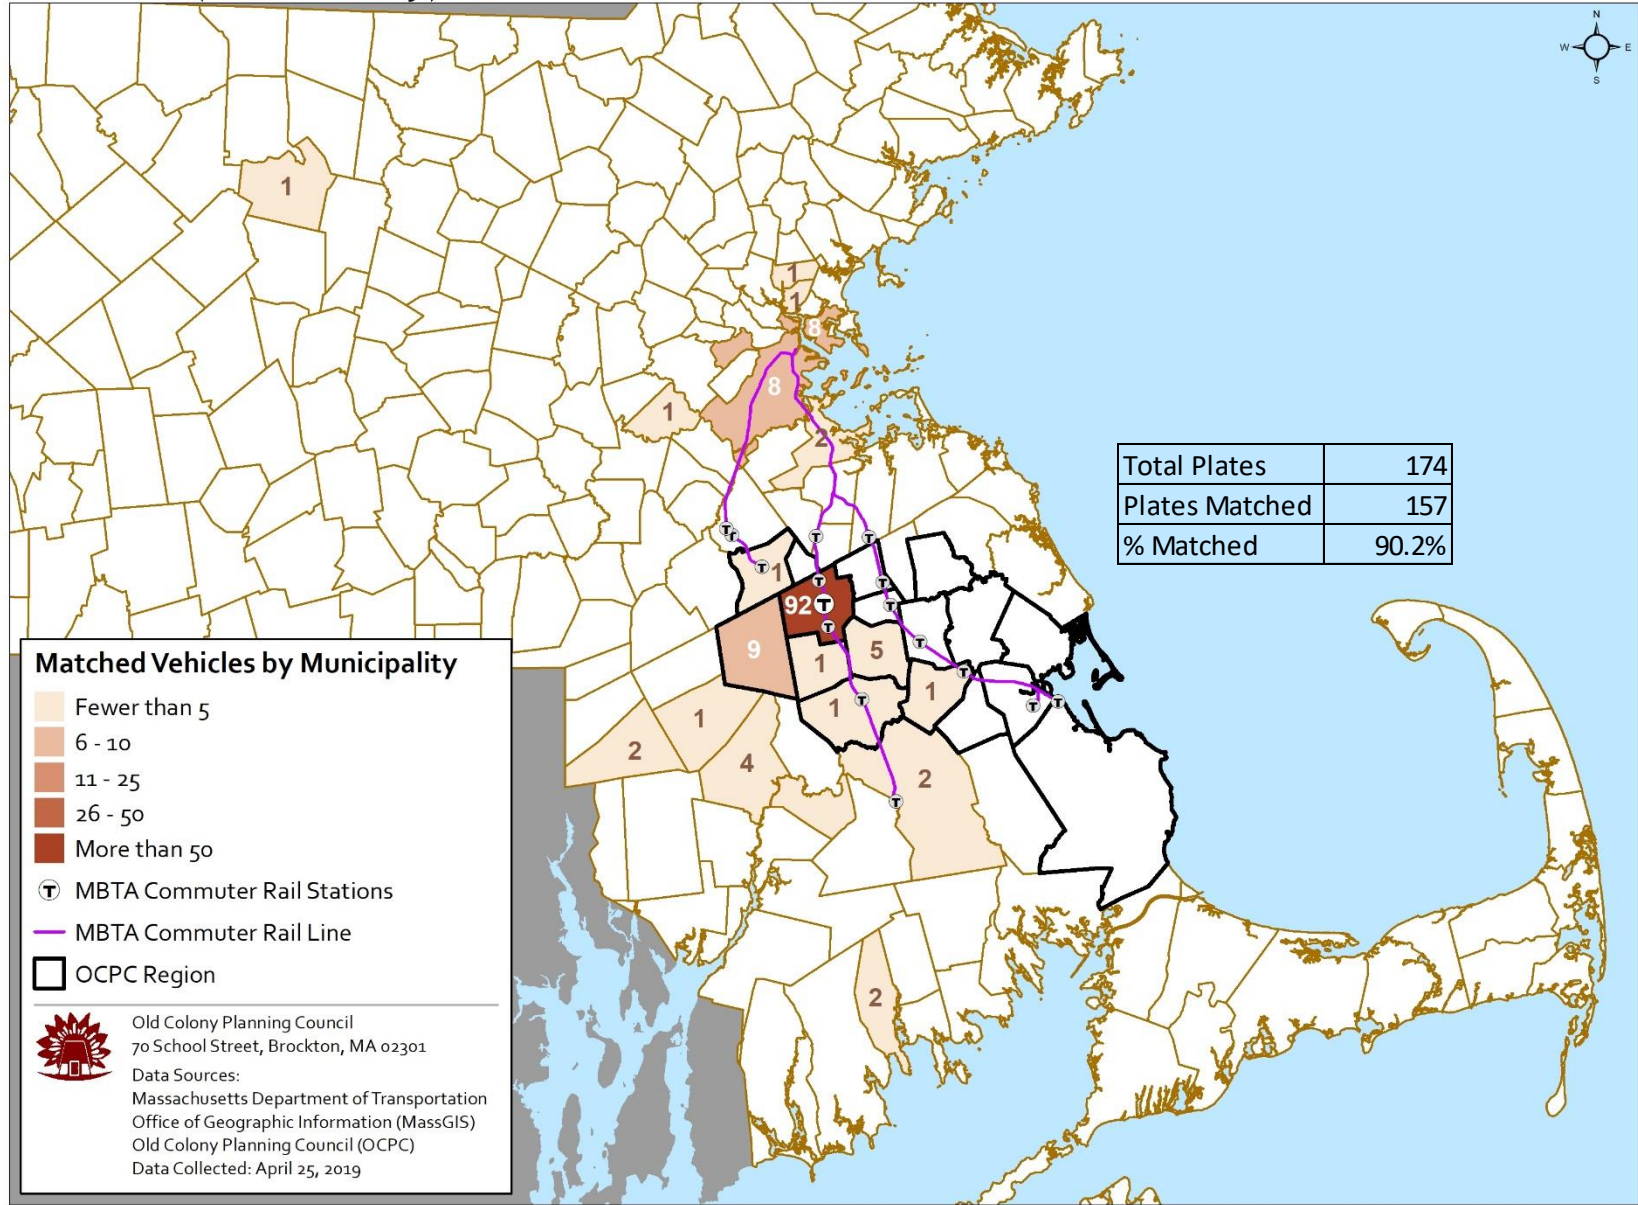 N
W E
S
1
1
1
8
8
1
2
Total Plates 174
Plates Matched 157
% Matched 90.2%
1
92 T
9
1
5
1
1
1
2
4
2
2
Matched Vehicles by Municipality
Fewer than 5
6 - 10
11 - 25
26 - 50
More than 50
T MBTA Commuter Rail Stations
MBTA Commuter Rail Line
OCPC Region
Old Colony Planning Council
70 School Street, Brockton, MA 02301
Data Sources:
Massachusetts Department of Transportation
Office of Geographic Information (MassGIS)
Old Colony Planning Council (OCPC)
Data Collected: April 25, 2019